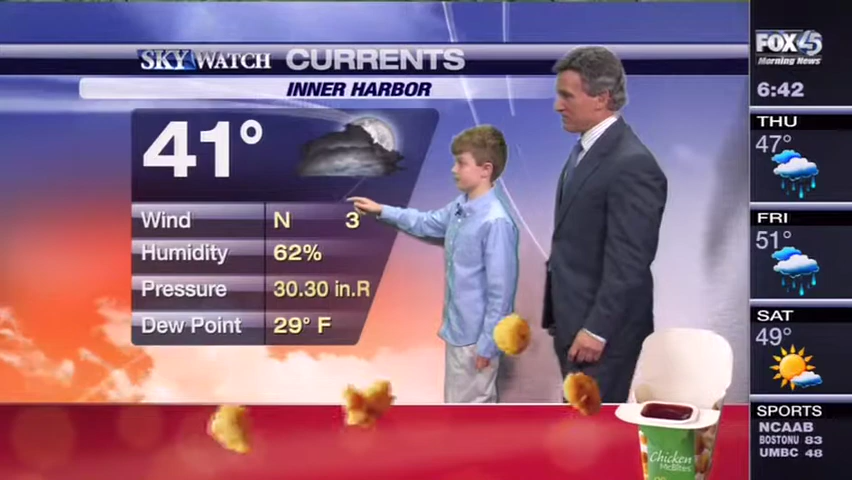 SKYWATCH CURRENTS
INNER HARBOR
41°
Wind N 3
Humidity 62%
Pressure 30.30 in.R
Dew Point 29° F
FOX 45
Morning News
6:42
THU
47°
FRI
51°
SAT
49°
SPORTS
NCAAB
BOSTONU 83
UMBC 48
Chicken
McBites